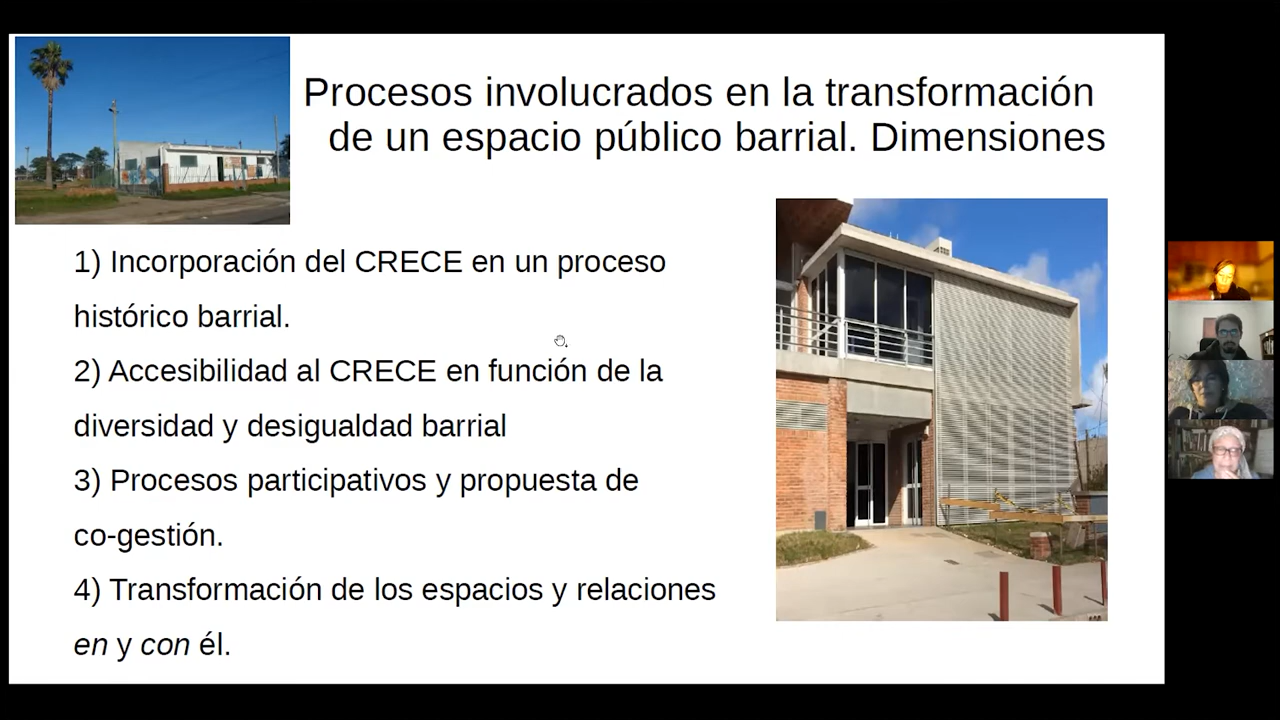 Procesos involucrados en la transformación
de un espacio público barrial. Dimensiones
1) Incorporación del CRECE en un proceso
histórico barrial.
2) Accesibilidad al CRECE en función de la
diversidad y desigualdad barrial
3) Procesos participativos y propuesta de
co-gestión.
4) Transformación de los espacios y relaciones
en y con él.